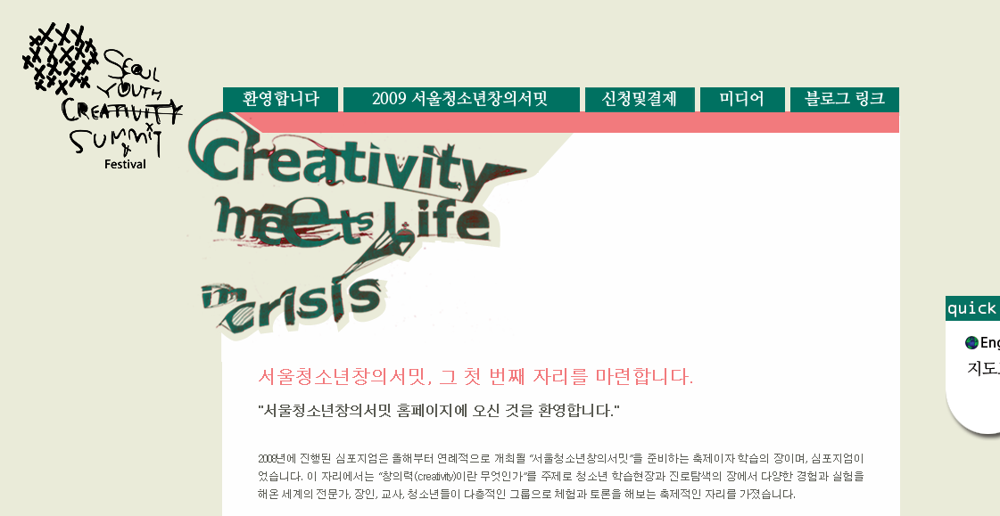 SEOUL
YOUTH
CREATIVITY
SUMMIT
Festival
환영합니다 2009 서울청소년창의서밋 신청및결제 미디어 블로그 링크
Creativity
meets Life
in crisis
quick
Eng
지도
서울청소년창의서밋, 그 첫 번째 자리를 마련합니다.
"서울청소년창의서밋 홈페이지에 오신 것을 환영합니다."
2008년에 진행된 심포지엄은 올해부터 연례적으로 개최될 “서울청소년창의서밋”을 준비하는 축제이자 학습의 장이며, 심포지엄이
었습니다. 이 자리에서는 “창의력(creativity)이란 무엇인가”를 주제로 청소년 학습현장과 진로탐색의 장에서 다양한 경험과 실험을
해온 세계의 전문가, 장인, 교사, 청소년들이 다층적인 그룹으로 체험과 토론을 해보는 축제적인 자리를 가졌습니다.